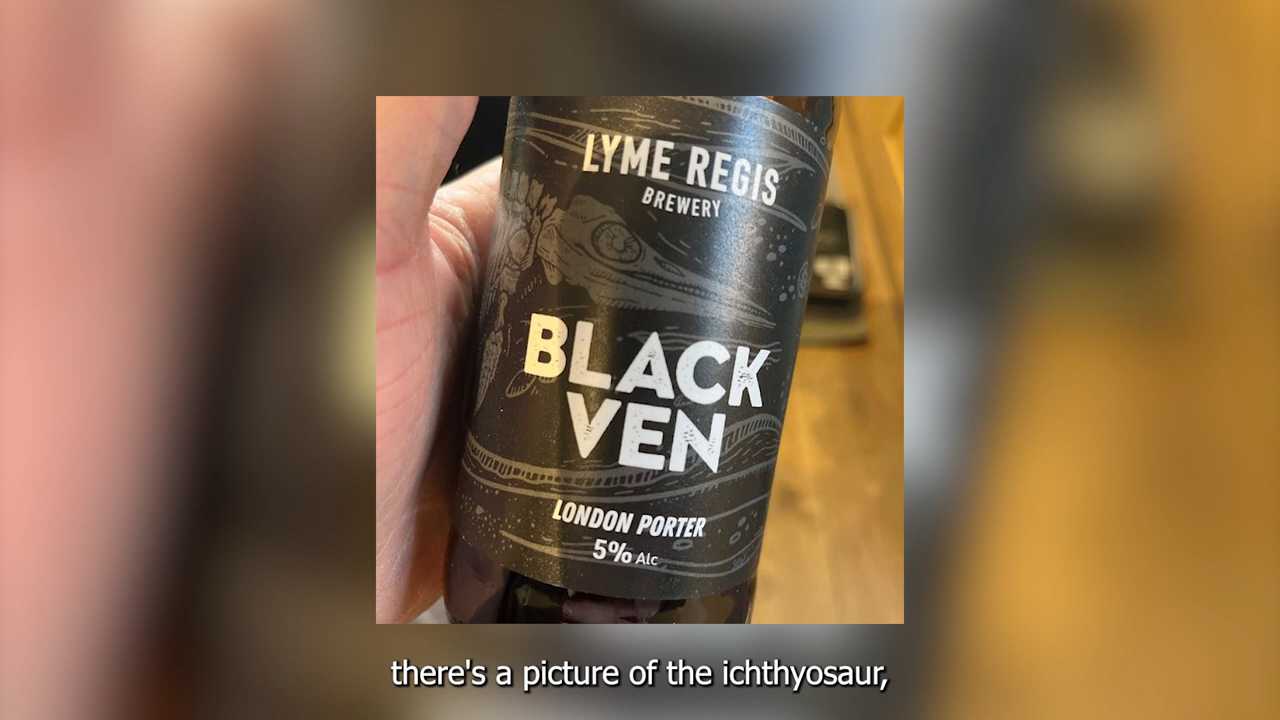 LYME REGIS
BREWERY
BLACK
VEN
LONDON PORTER
5% Alc
there's a picture of the ichthyosaur,